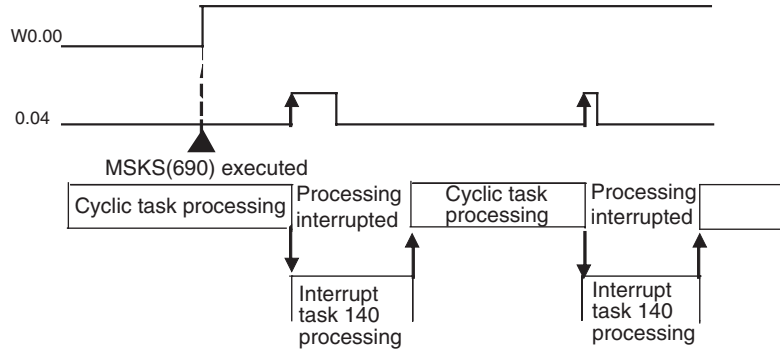 W0.00
0.04
MSKS(690) executed
Cyclic task processing
Processing
interrupted
Cyclic task
processing
Processing
interrupted
Interrupt
task 140
processing
Interrupt
task 140
processing